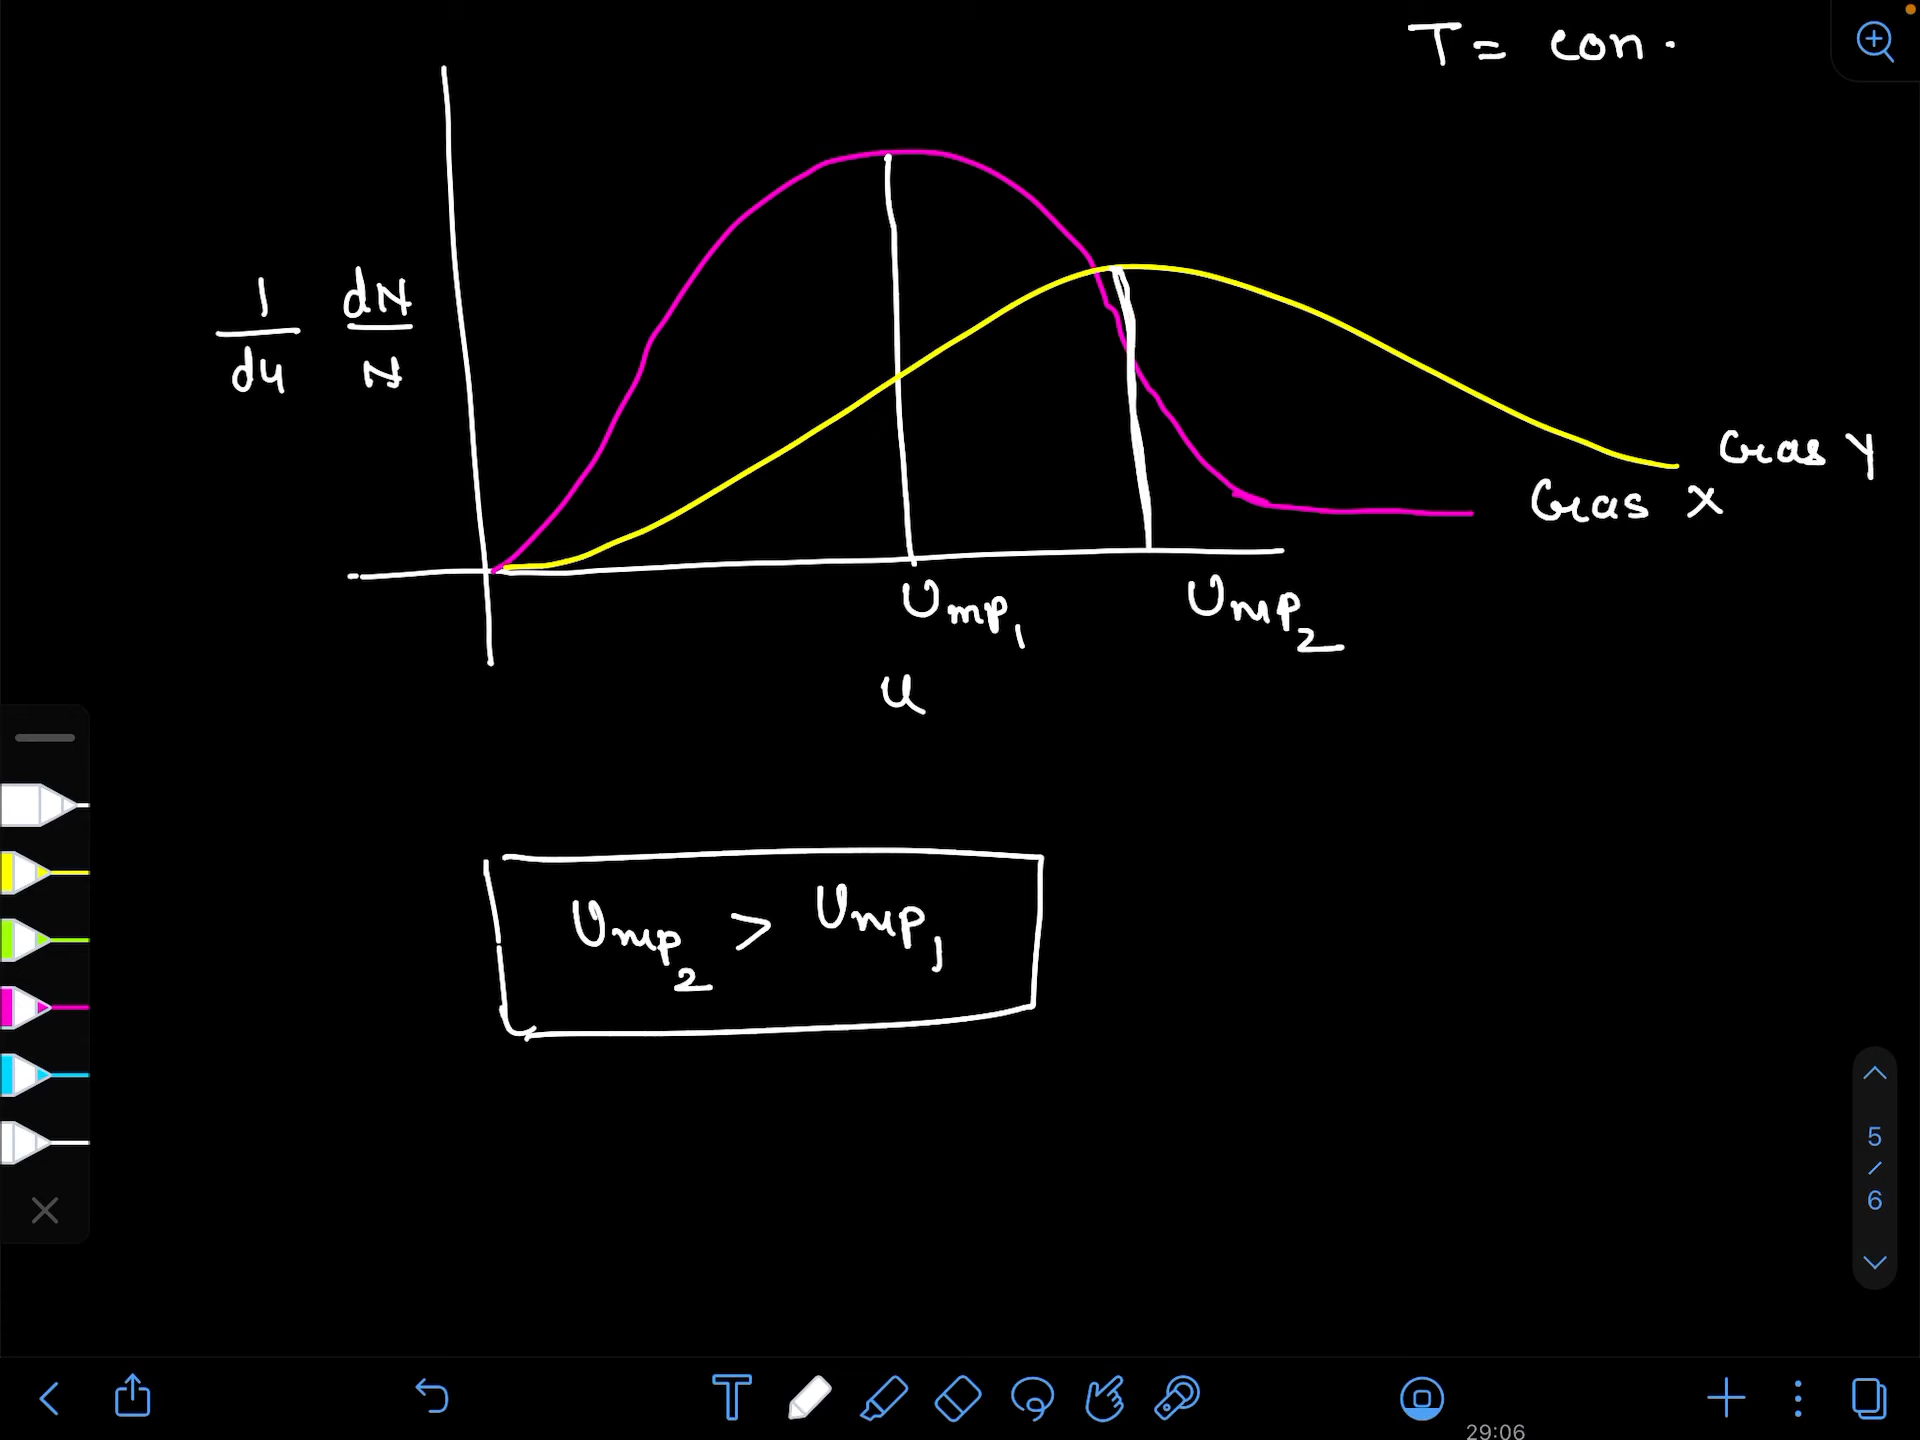 T = con.
1/du dN/N
Gas Y
Gas X
Ump1
Ump2
u
Ump2 > Ump1
5
/
6
29:06